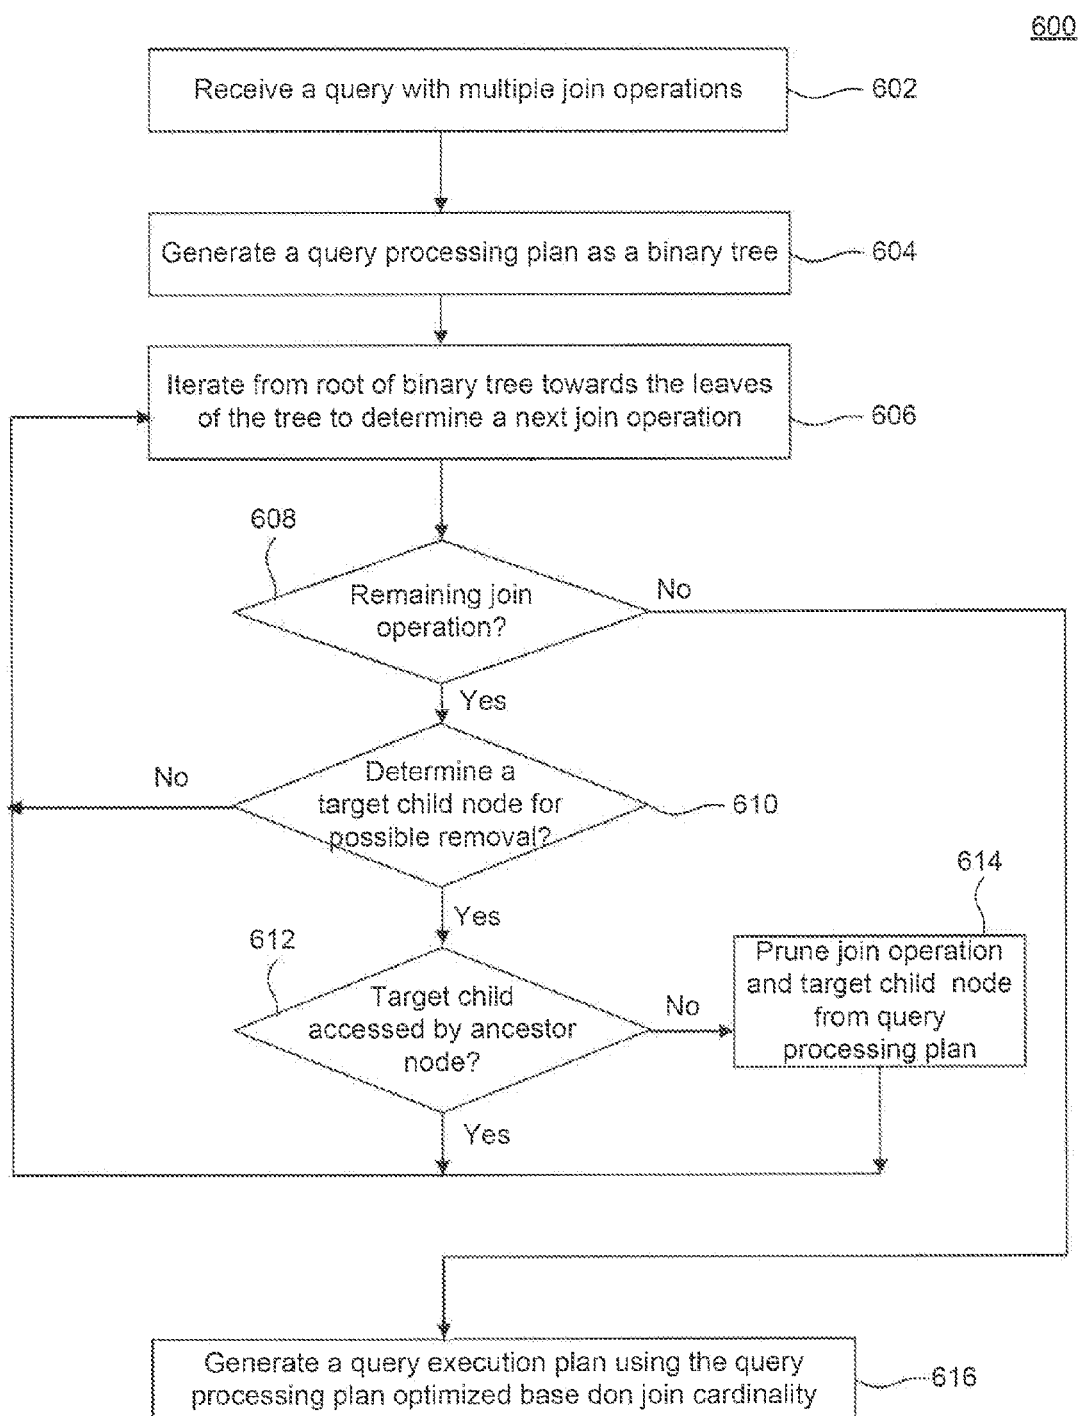 600
Receive a query with multiple join operations
602
Generate a query processing plan as a binary tree
604
Iterate from root of binary tree towards the leaves
of the tree to determine a next join operation
606
608
Remaining join
operation?
No
Yes
Determine a
target child node for
possible removal?
No
610
Yes
612
Target child
accessed by ancestor
node?
No
614
Prune join operation
and target child node
from query
processing plan
Yes
Generate a query execution plan using the query
processing plan optimized base don join cardinality
616